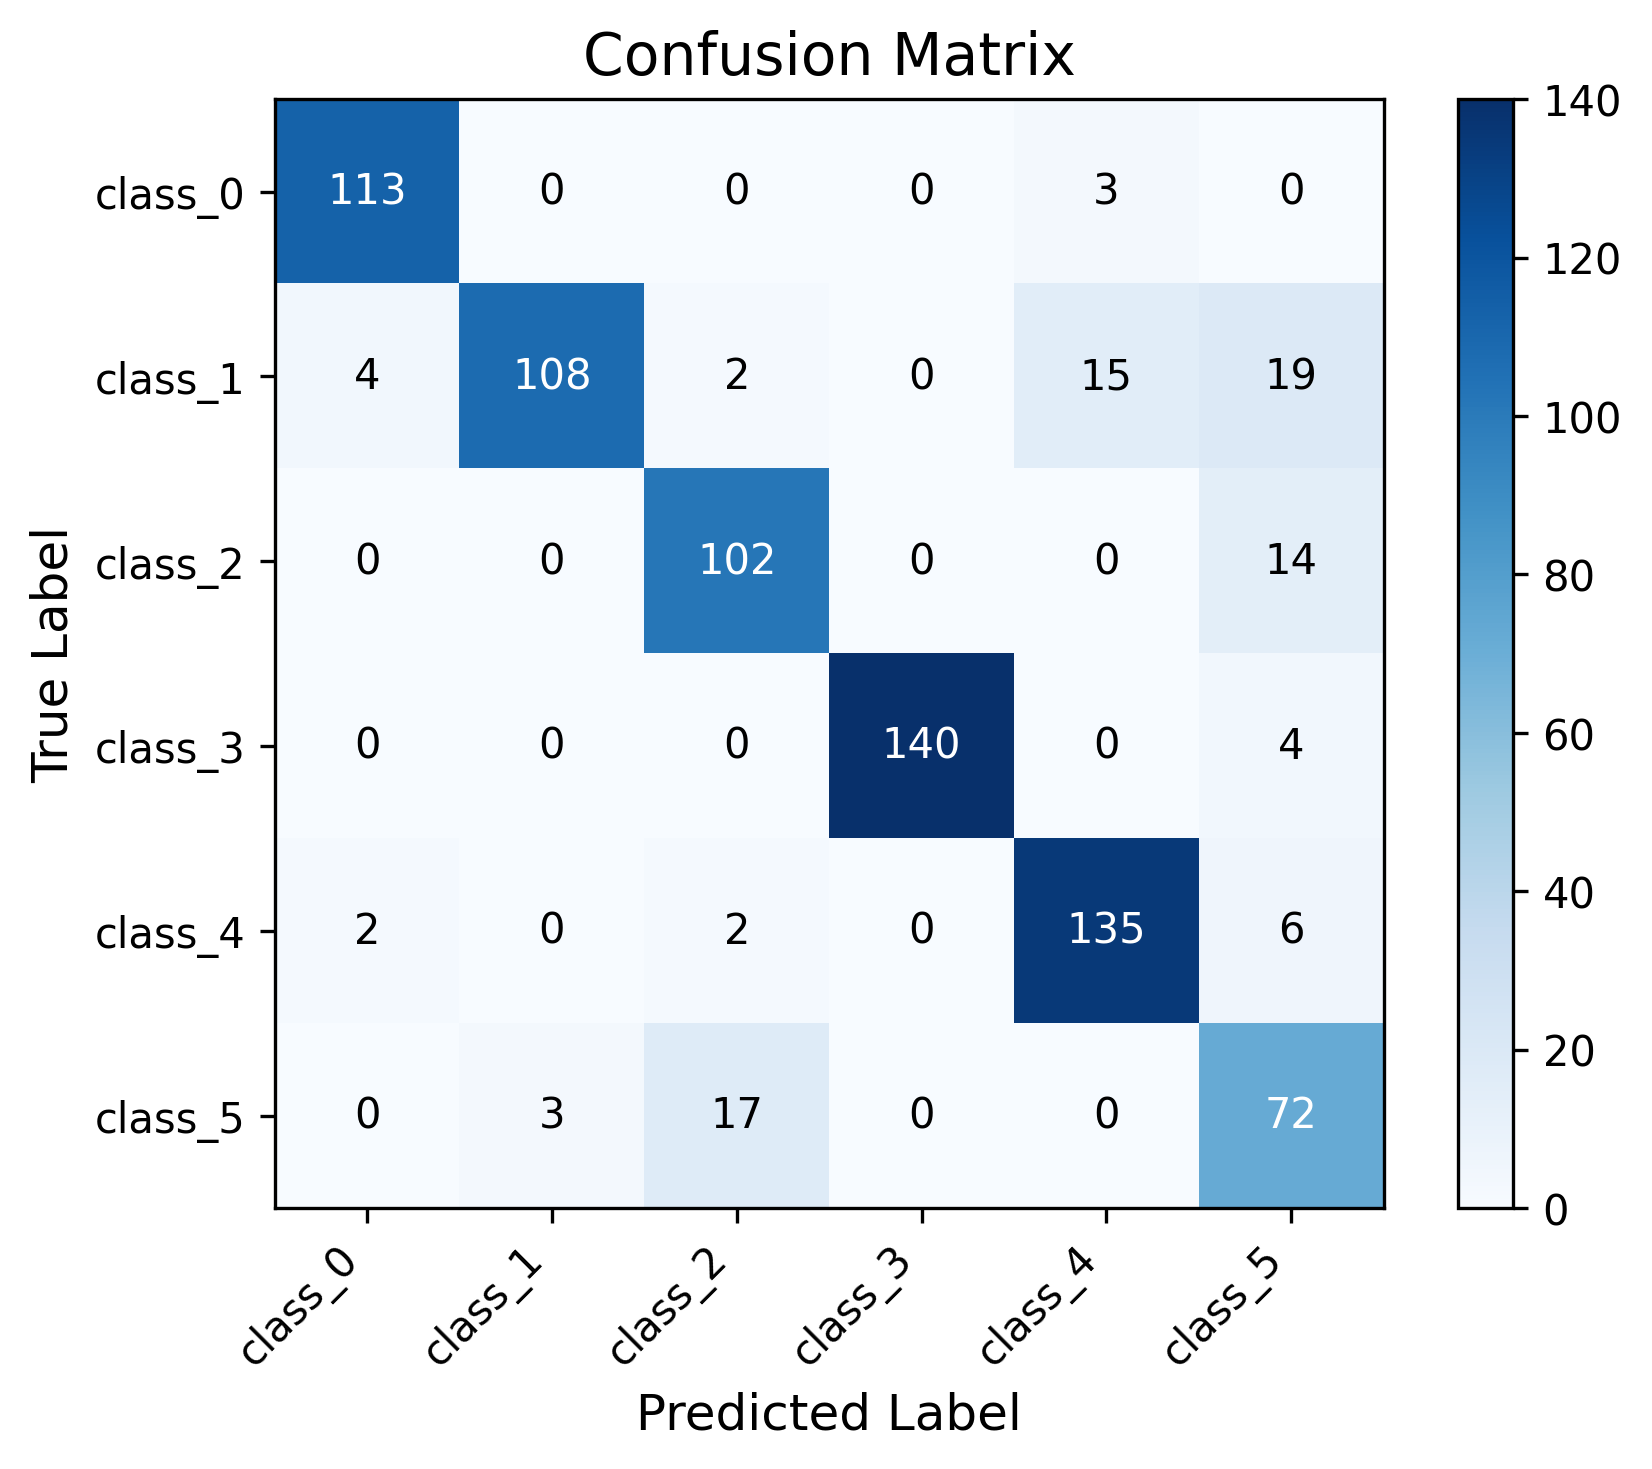 Confusion Matrix
class_0 113 0 0 0 3 0
class_1 4 108 2 0 15 19
class_2 0 0 102 0 0 14
class_3 0 0 0 140 0 4
class_4 2 0 2 0 135 6
class_5 0 3 17 0 0 72
True Label
class_0 class_1 class_2 class_3 class_4 class_5
Predicted Label
140
120
100
80
60
40
20
0